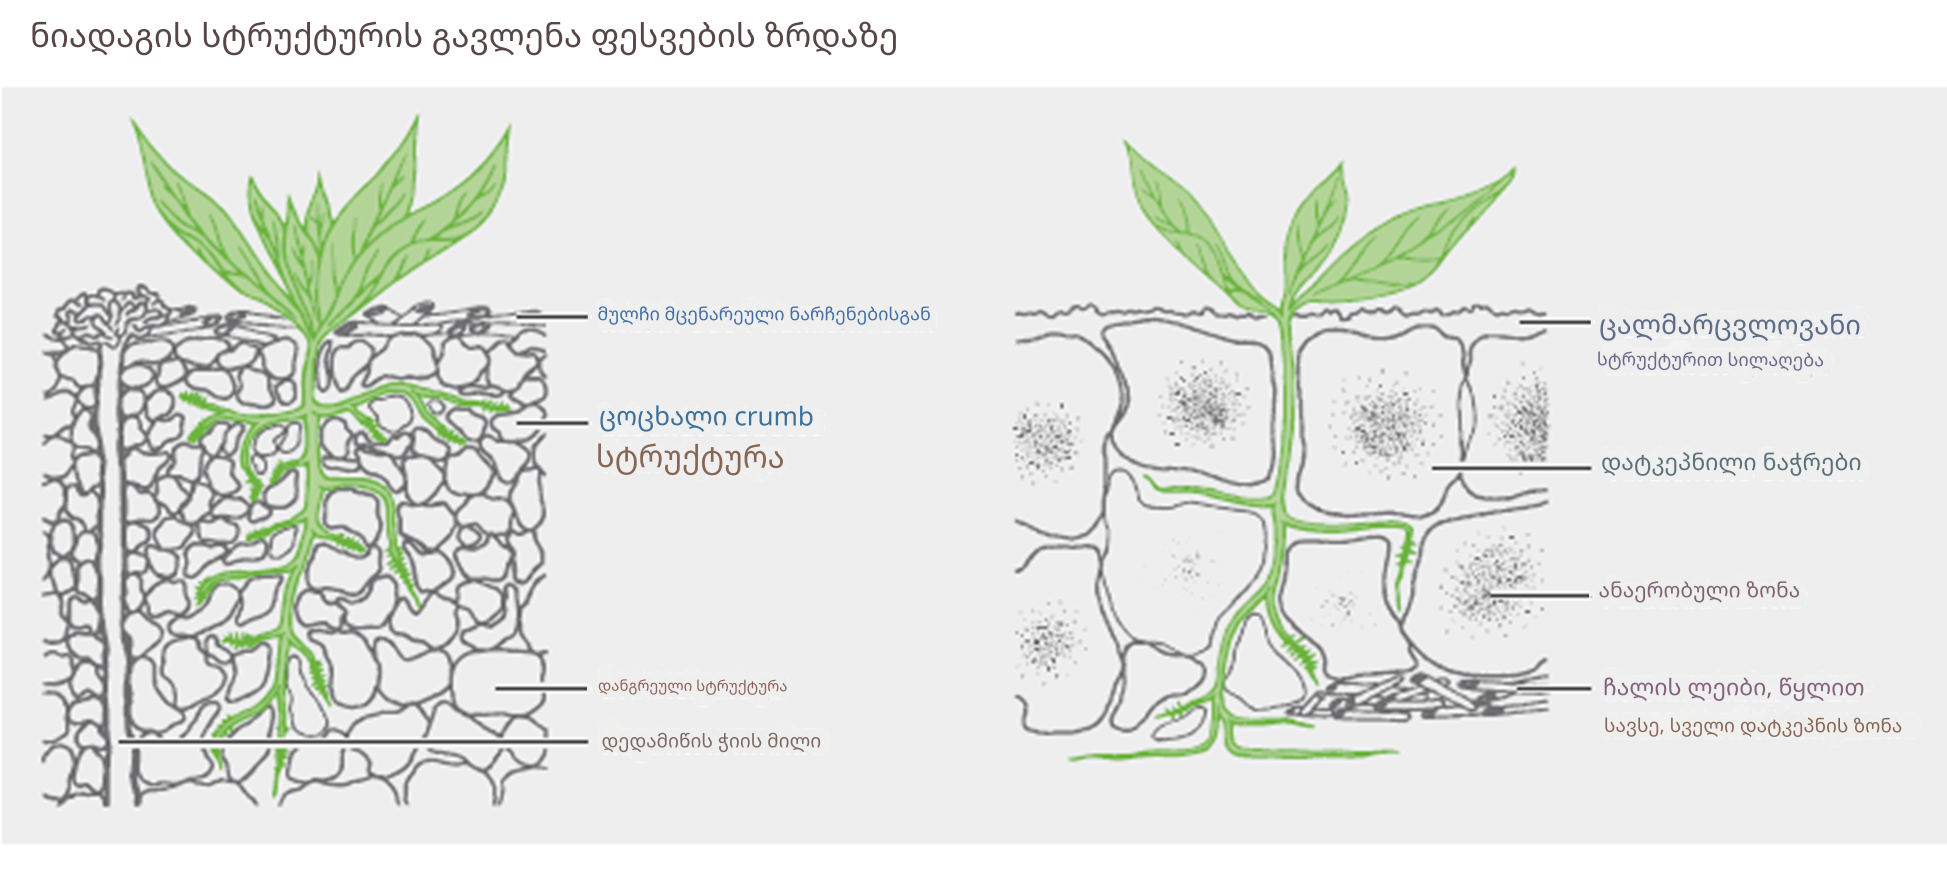 ნიადაგის სტრუქტურის გავლენა ფესვების ზრდაზე
მულჩი მცენარეული ნარჩენებისგან
ცოცხალი crumb
სტრუქტურა
დანგრეული სტრუქტურა
დედამიწის ჭიის მილი
ცალმარცვლოვანი
სტრუქტურით სილაღება
დატკეპნილი ნაჭრები
ანაერობული ზონა
ჩალის ლეიბი, წყლით
სავსე, სველი დატკეპნის ზონა